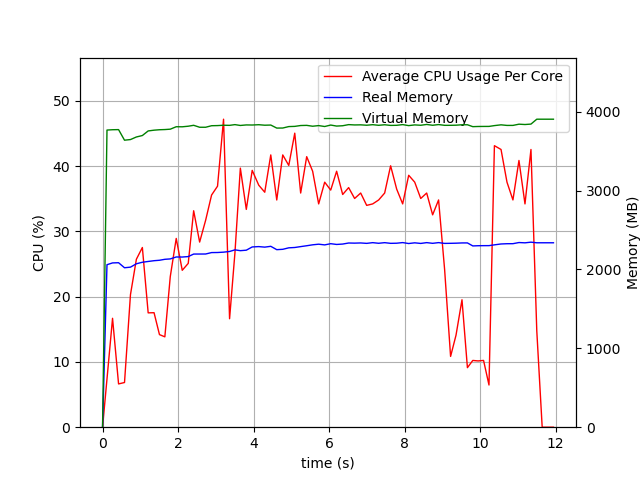 Average CPU Usage Per Core
Real Memory
Virtual Memory
CPU (%)
50
40
30
20
10
0
Memory (MB)
4000
3000
2000
1000
0
0 2 4 6 8 10 12
time (s)